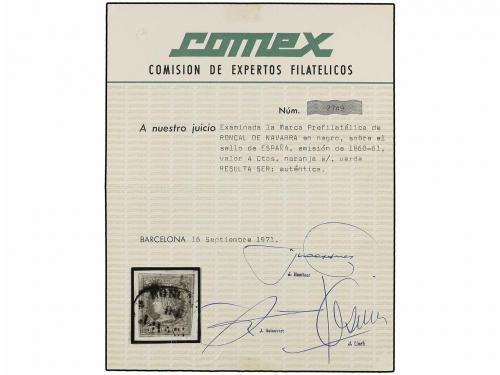 comex
COMISION DE EXPERTOS FILATELICOS
Núm. 2769
A nuestro juicio Examinada la Marca Prefilatélica de
RONCAL DE NAVARRA en negro, sobre el
sello de ESPAÑA, emisión de 1860-61,
valor 4 Ctos, naranja s/, verde
RESULTA SER: auténtica.
BARCELONA 16 Septiembre 1971.
RONC